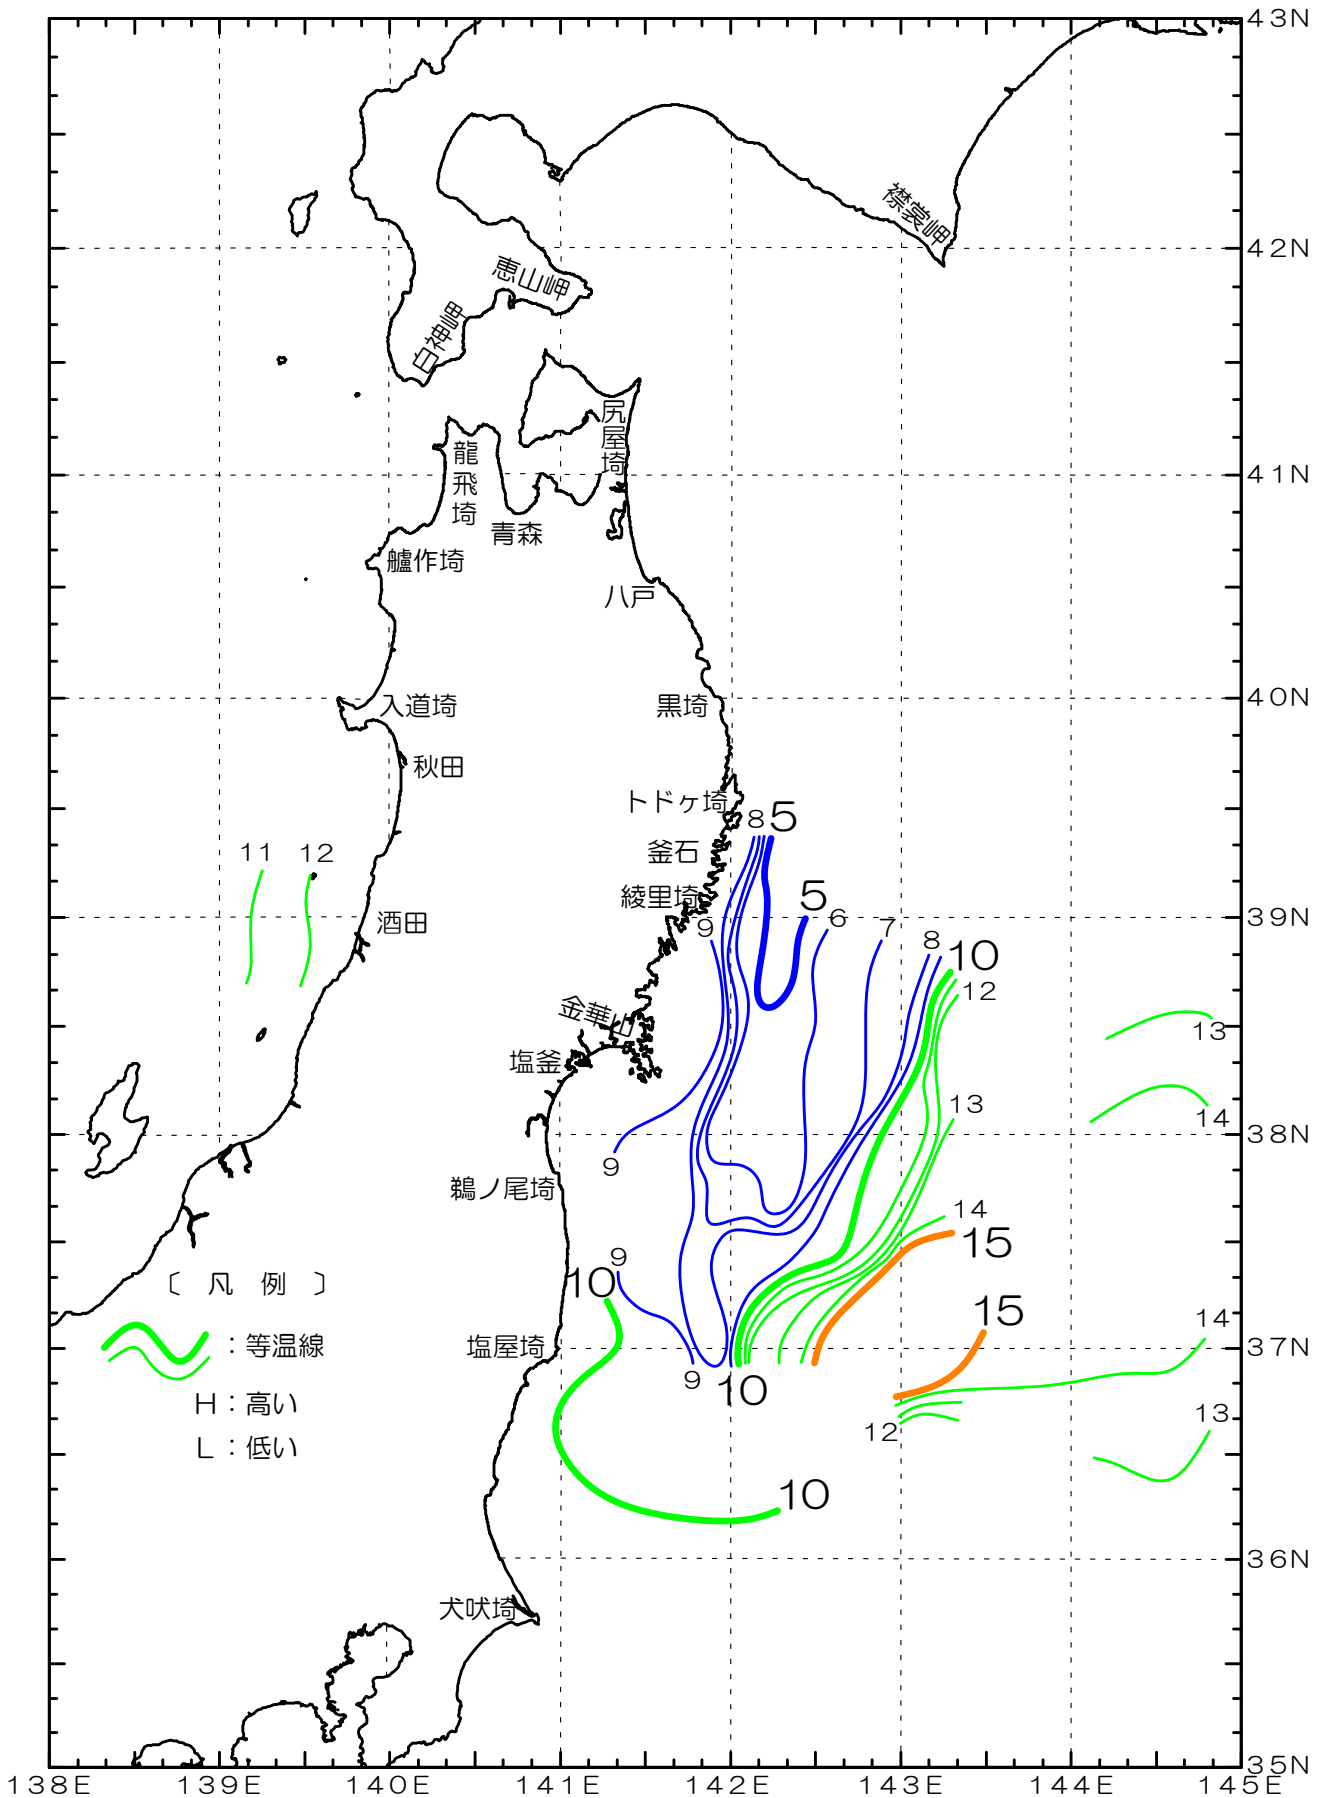 43N
襟裳岬
42N
恵山岬
白神岬
尻屋埼
龍飛埼
41N
青森
艫作埼
八戸
入道埼
黒埼
40N
秋田
トドヶ埼
8 5
11 12
釜石
綾里埼
5
39N
酒田
9
6
7
8
10
12
金華山
13
塩釜
13
14
38N
9
鵜ノ尾埼
14
15
9
10
〔 凡 例 〕
15
14
:等温線
塩屋埼
37N
9
10
H:高い
13
12
L:低い
10
36N
犬吠埼
35N
138E 139E 140E 141E 142E 143E 144E 145E